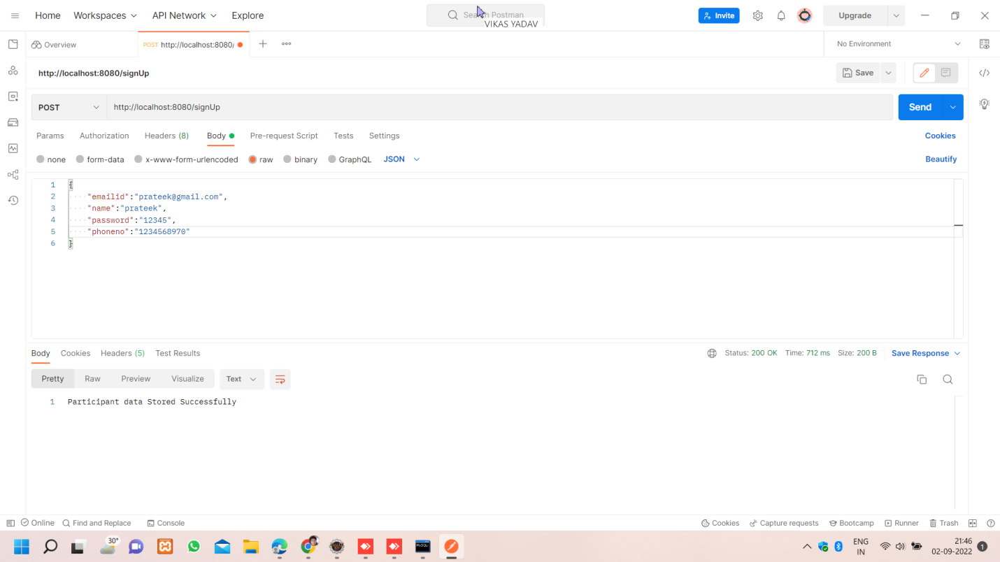 Home Workspaces API Network Explore Search Postman Invite Upgrade
VIKAS YADAV
Overview POST http://localhost:8080/ No Environment
http://localhost:8080/signUp Save
POST http://localhost:8080/signUp Send
Params Authorization Headers (8) Body Pre-request Script Tests Settings Cookies
none form-data x-www-form-urlencoded raw binary GraphQL JSON Beautify
1 {
2 "emailid":"prateek@gmail.com",
3 "name":"prateek",
4 "password":"12345",
5 "phoneno":"1234568970"
6 }
Body Cookies Headers (5) Test Results Status: 200 OK Time: 712 ms Size: 200 B Save Response
Pretty Raw Preview Visualize Text
1 Participant data Stored Successfully
Online Find and Replace Console Cookies Capture requests Bootcamp Runner Trash
30° MySQL ENG 21:46
IN 02-09-2022 1